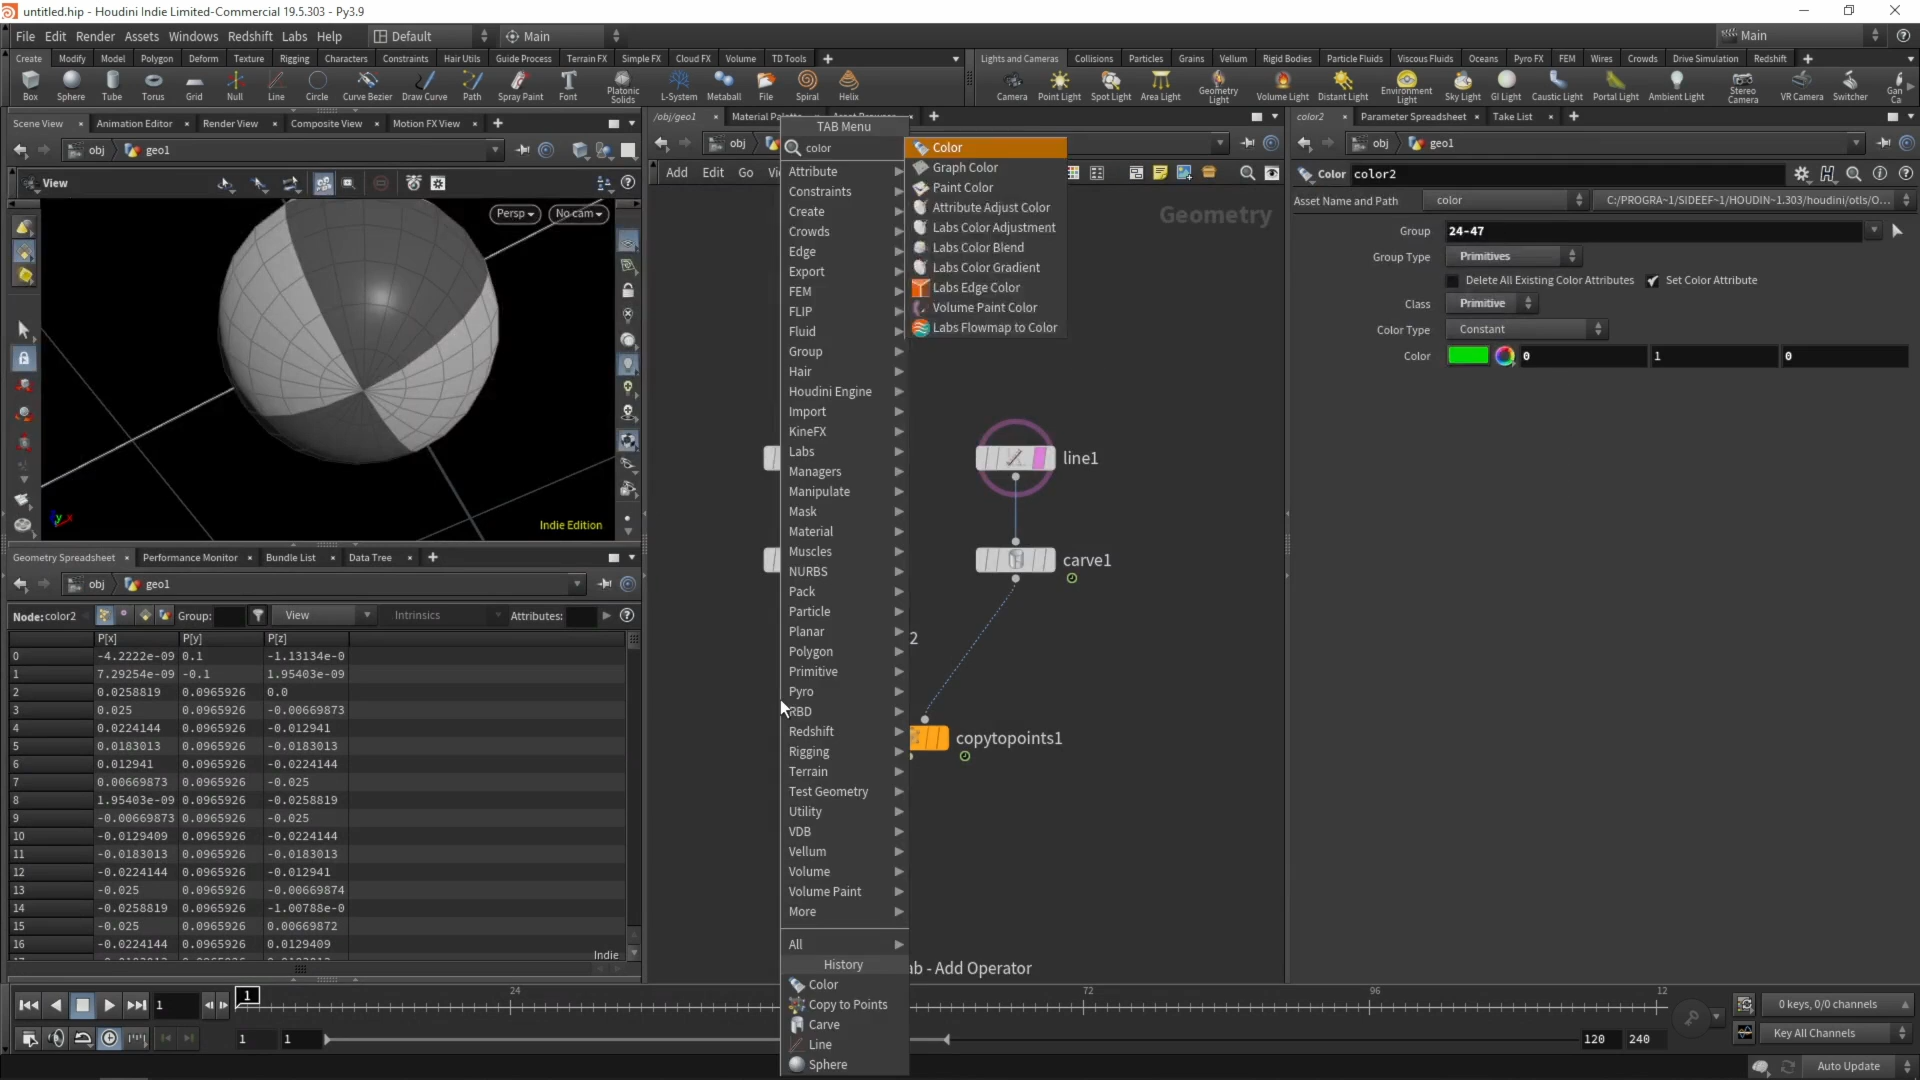 untitled.hip - Houdini Indie Limited-Commercial 19.5.303 - Py3.9
File Edit Render Assets Windows Redshift Labs Help Default Main Main
Create Modify Model Polygon Deform Texture Rigging Characters Constraints Hair Utils Guide Process Terrain FX Simple FX Cloud FX Volume TD Tools
Lights and Cameras Collisions Particles Grains Vellum Rigid Bodies Particle Fluids Viscous Fluids Oceans Pyro FX FEM Wires Crowds Drive Simulation Redshift
Box Sphere Tube Torus Grid Null Line Circle Curve Bezier Draw Curve Path Spray Paint Font Platonic Solids L-System Metaball File Spiral Helix
Camera Point Light Spot Light Area Light Geometry Light Volume Light Distant Light Environment Light Sky Light GI Light Caustic Light Portal Light Ambient Light Stereo Camera VR Camera Switcher Gan Ca
Scene View Animation Editor Render View Composite View Motion FX View
obj geo1
View
Persp No cam
Indie Edition
/obj/geo1 Material Palette Asset Browser
obj
Add Edit Go
Geometry
TAB Menu
color
Attribute
Constraints
Create
Crowds
Edge
Export
FEM
FLIP
Fluid
Group
Hair
Houdini Engine
Import
KineFX
Labs
Managers
Manipulate
Mask
Material
Muscles
NURBS
Pack
Particle
Planar
Polygon
Primitive
Pyro
RBD
Redshift
Rigging
Terrain
Test Geometry
Utility
VDB
Vellum
Volume
Volume Paint
More
All
History
Color
Copy to Points
Carve
Line
Sphere
Color
Graph Color
Paint Color
Attribute Adjust Color
Labs Color Adjustment
Labs Color Blend
Labs Color Gradient
Labs Edge Color
Volume Paint Color
Labs Flowmap to Color
line1
carve1
2
copytopoints1
ab - Add Operator
color2 Parameter Spreadsheet Take List
obj geo1
Color color2
Asset Name and Path color C:/PROGRA~1/SIDEEF~1/HOUDIN~1.303/houdini/otls/O...
Group 24-47
Group Type Primitives
Delete All Existing Color Attributes Set Color Attribute
Class Primitive
Color Type Constant
Color 0 1 0
Geometry Spreadsheet Performance Monitor Bundle List Data Tree
obj geo1
Node: color2 Group: View Intrinsics Attributes:
P[x] P[y] P[z]
0 -4.2222e-09 0.1 -1.13134e-0
1 7.29254e-09 -0.1 1.95403e-09
2 0.0258819 0.0965926 0.0
3 0.025 0.0965926 -0.00669873
4 0.0224144 0.0965926 -0.012941
5 0.0183013 0.0965926 -0.0183013
6 0.012941 0.0965926 -0.0224144
7 0.00669873 0.0965926 -0.025
8 1.95403e-09 0.0965926 -0.0258819
9 -0.00669873 0.0965926 -0.025
10 -0.0129409 0.0965926 -0.0224144
11 -0.0183013 0.0965926 -0.0183013
12 -0.0224144 0.0965926 -0.012941
13 -0.025 0.0965926 -0.00669874
14 -0.0258819 0.0965926 -1.00788e-0
15 -0.025 0.0965926 0.00669872
16 -0.0224144 0.0965926 0.0129409
Indie
1 1 24 72 96 12
0 keys, 0/0 channels
1 1 120 240
Key All Channels
Auto Update